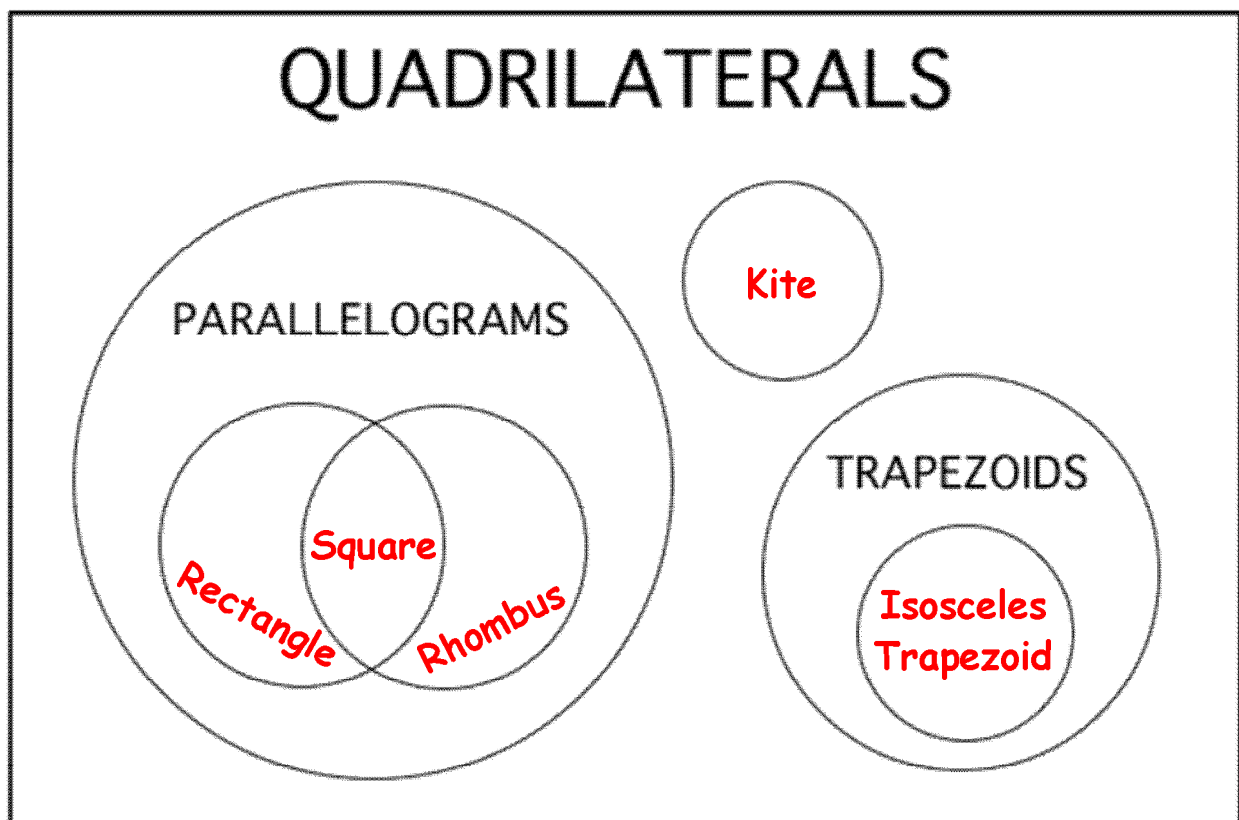 QUADRILATERALS
Kite
PARALLELOGRAMS
TRAPEZOIDS
Square
Rectangle
Rhombus
Isosceles
Trapezoid